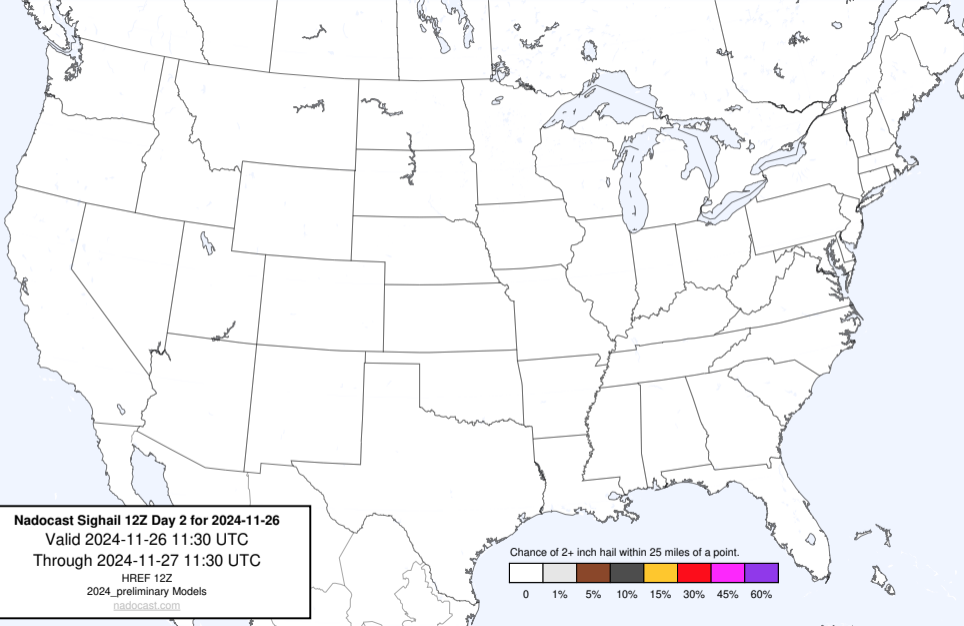 Nadocast Sighail 12Z Day 2 for 2024-11-26
Valid 2024-11-26 11:30 UTC
Through 2024-11-27 11:30 UTC
HREF 12Z
2024_preliminary Models
nadocast.com
Chance of 2+ inch hail within 25 miles of a point.
0 1% 5% 10% 15% 30% 45% 60%